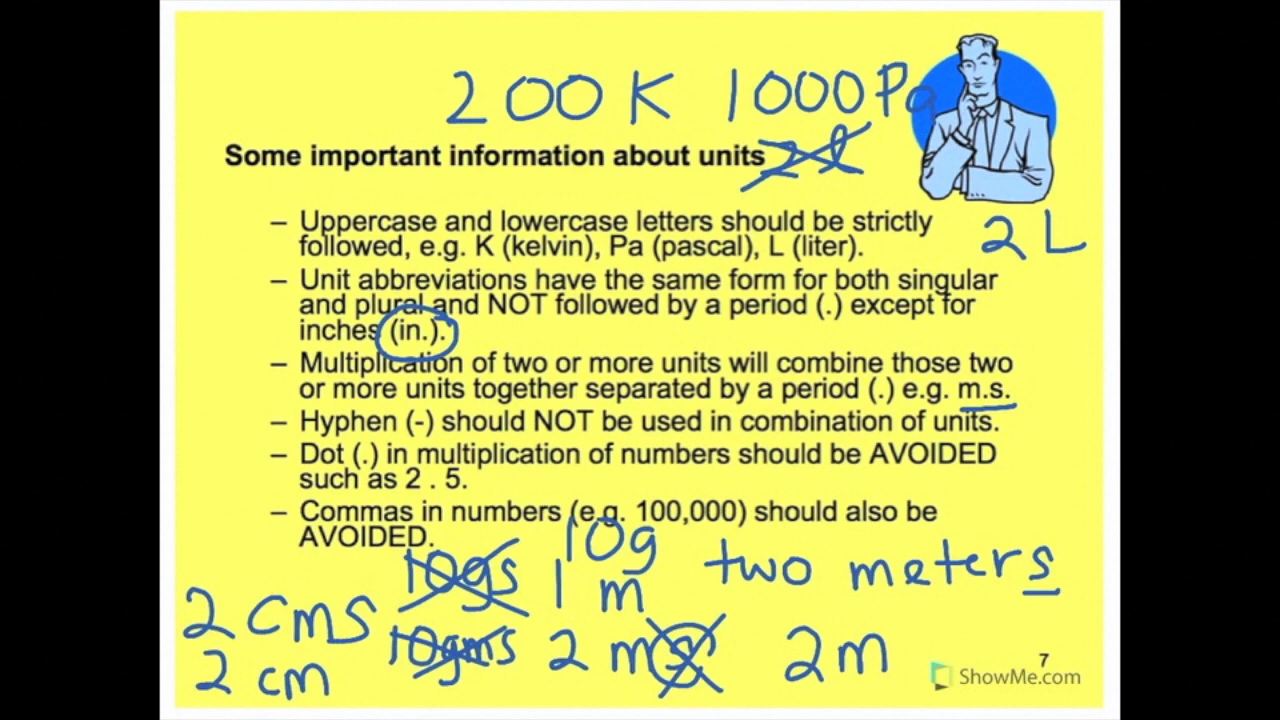 200 K 1000 Pa
Some important information about units 2 l
– Uppercase and lowercase letters should be strictly
followed, e.g. K (kelvin), Pa (pascal), L (liter).
2 L
– Unit abbreviations have the same form for both singular
and plural and NOT followed by a period (.) except for
inches (in.).
– Multiplication of two or more units will combine those two
or more units together separated by a period (.) e.g. m.s.
– Hyphen (-) should NOT be used in combination of units.
– Dot (.) in multiplication of numbers should be AVOIDED
such as 2 . 5.
– Commas in numbers (e.g. 100,000) should also be
AVOIDED.
10g
10gs 1 m two meters
2 cms
10gms 2 ms 2m
2 cm
7
ShowMe.com